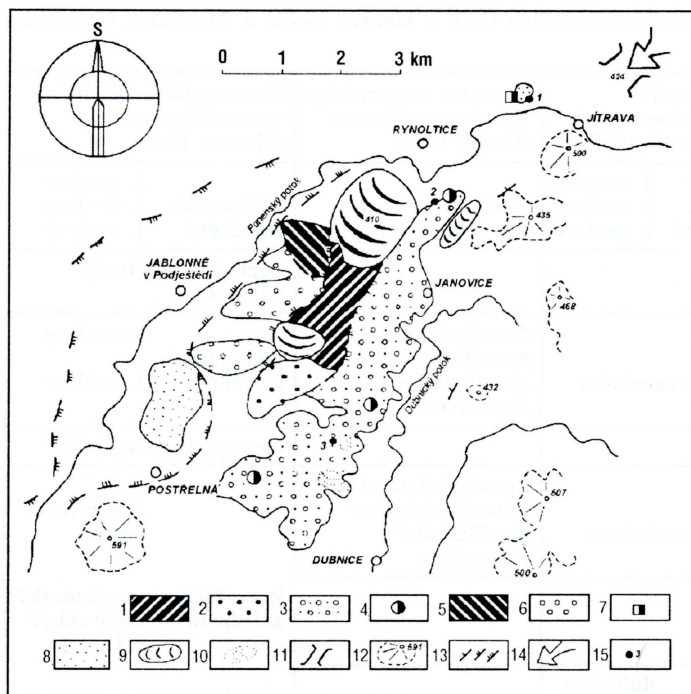 S
0 1 2 3 km
424
1
JÍTRAVA
RYNOLTICE
500
Panenský potok
2
410
435
JABLONNÉ
v Podještědí
JANOVICE
468
Dubnický potok
432
3
POSTŘELNÁ
507
591
DUBNICE
500
1 2 3 4 5 6 7
8 9 10 11 12 591 13 14 15 3